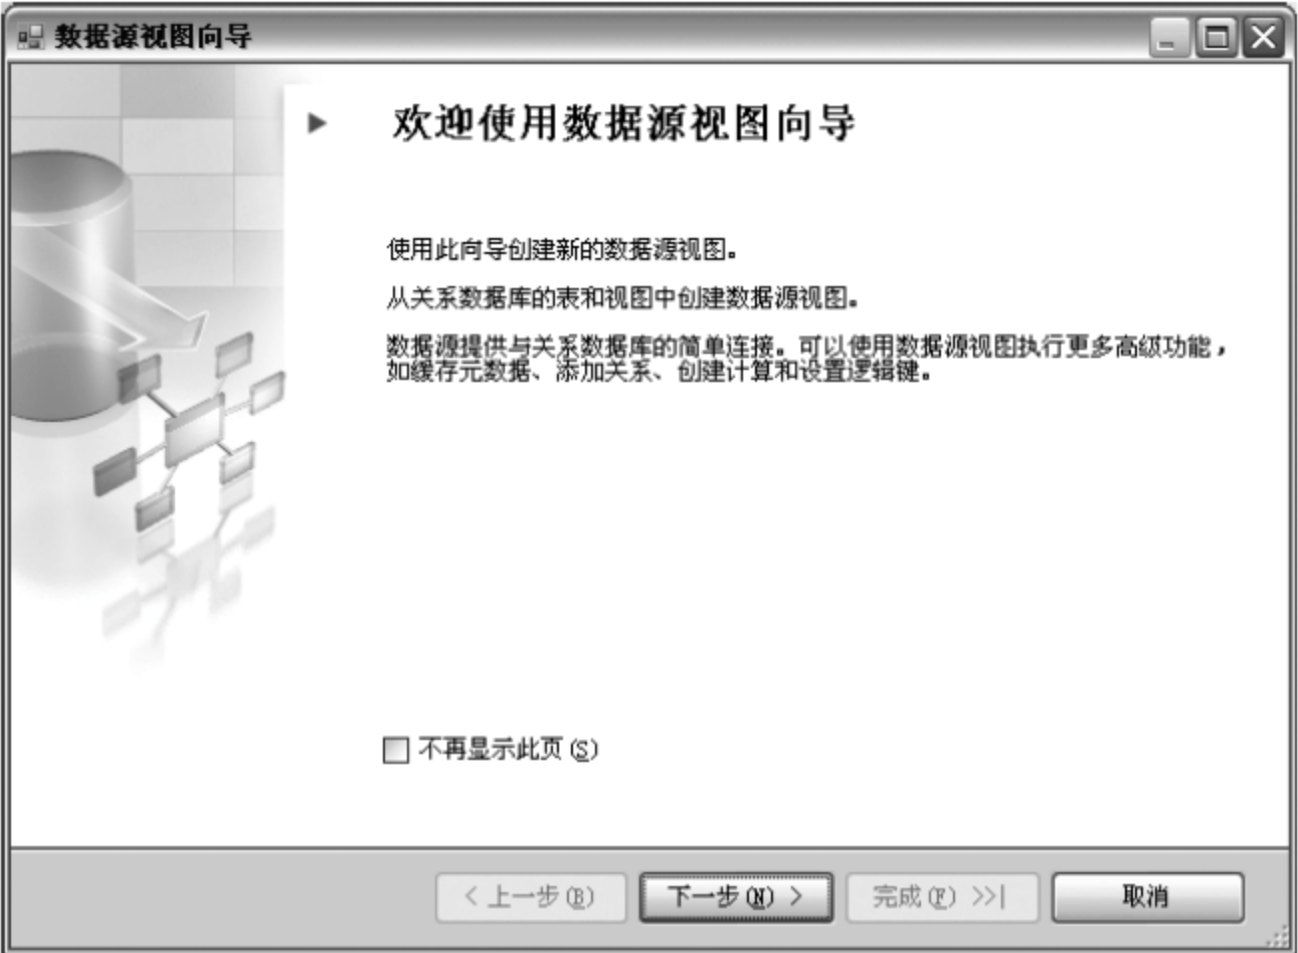 数据源视图向导
欢迎使用数据源视图向导
使用此向导创建新的数据源视图。
从关系数据库的表和视图中创建数据源视图。
数据源提供与关系数据库的简单连接。可以使用数据源视图执行更多高级功能，
如缓存元数据、添加关系、创建计算和设置逻辑键。
不再显示此页(S)
< 上一步(B)
下一步(N) >
完成(F) >>|
取消